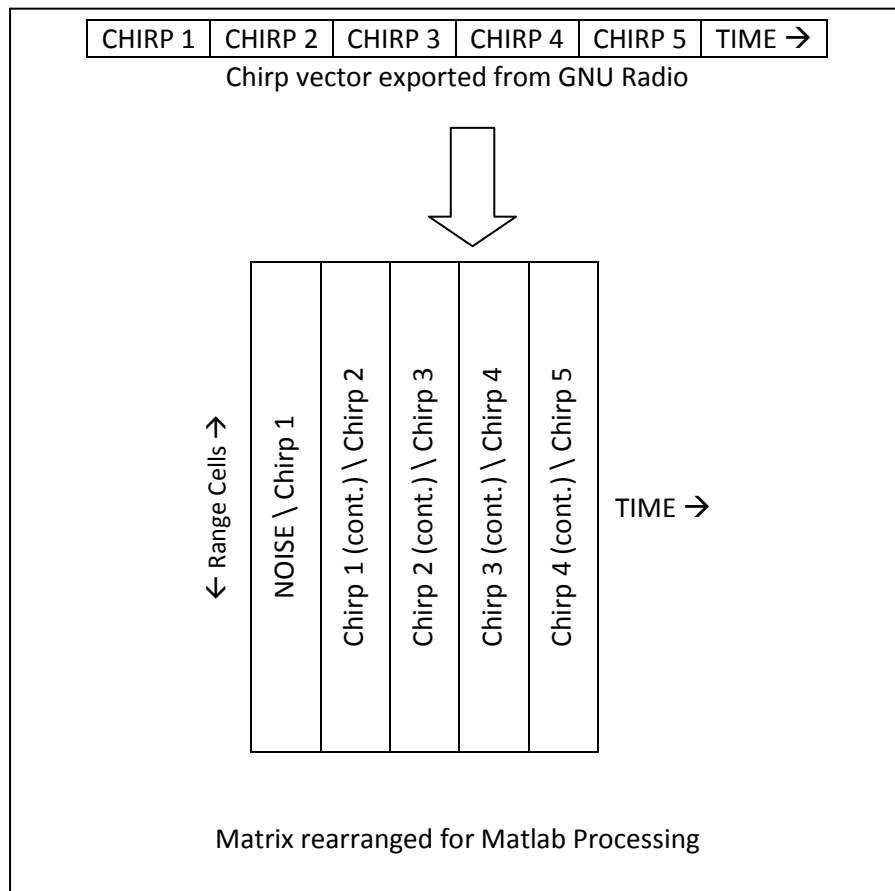 CHIRP 1 CHIRP 2 CHIRP 3 CHIRP 4 CHIRP 5 TIME →
Chirp vector exported from GNU Radio
← Range Cells →
NOISE \ Chirp 1
Chirp 1 (cont.) \ Chirp 2
Chirp 2 (cont.) \ Chirp 3
Chirp 3 (cont.) \ Chirp 4
Chirp 4 (cont.) \ Chirp 5
TIME →
Matrix rearranged for Matlab Processing